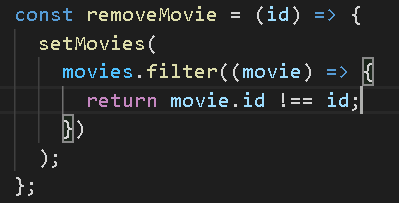 const removeMovie = (id) => {
  setMovies(
    movies.filter((movie) => {
      return movie.id !== id;
    })
  );
};